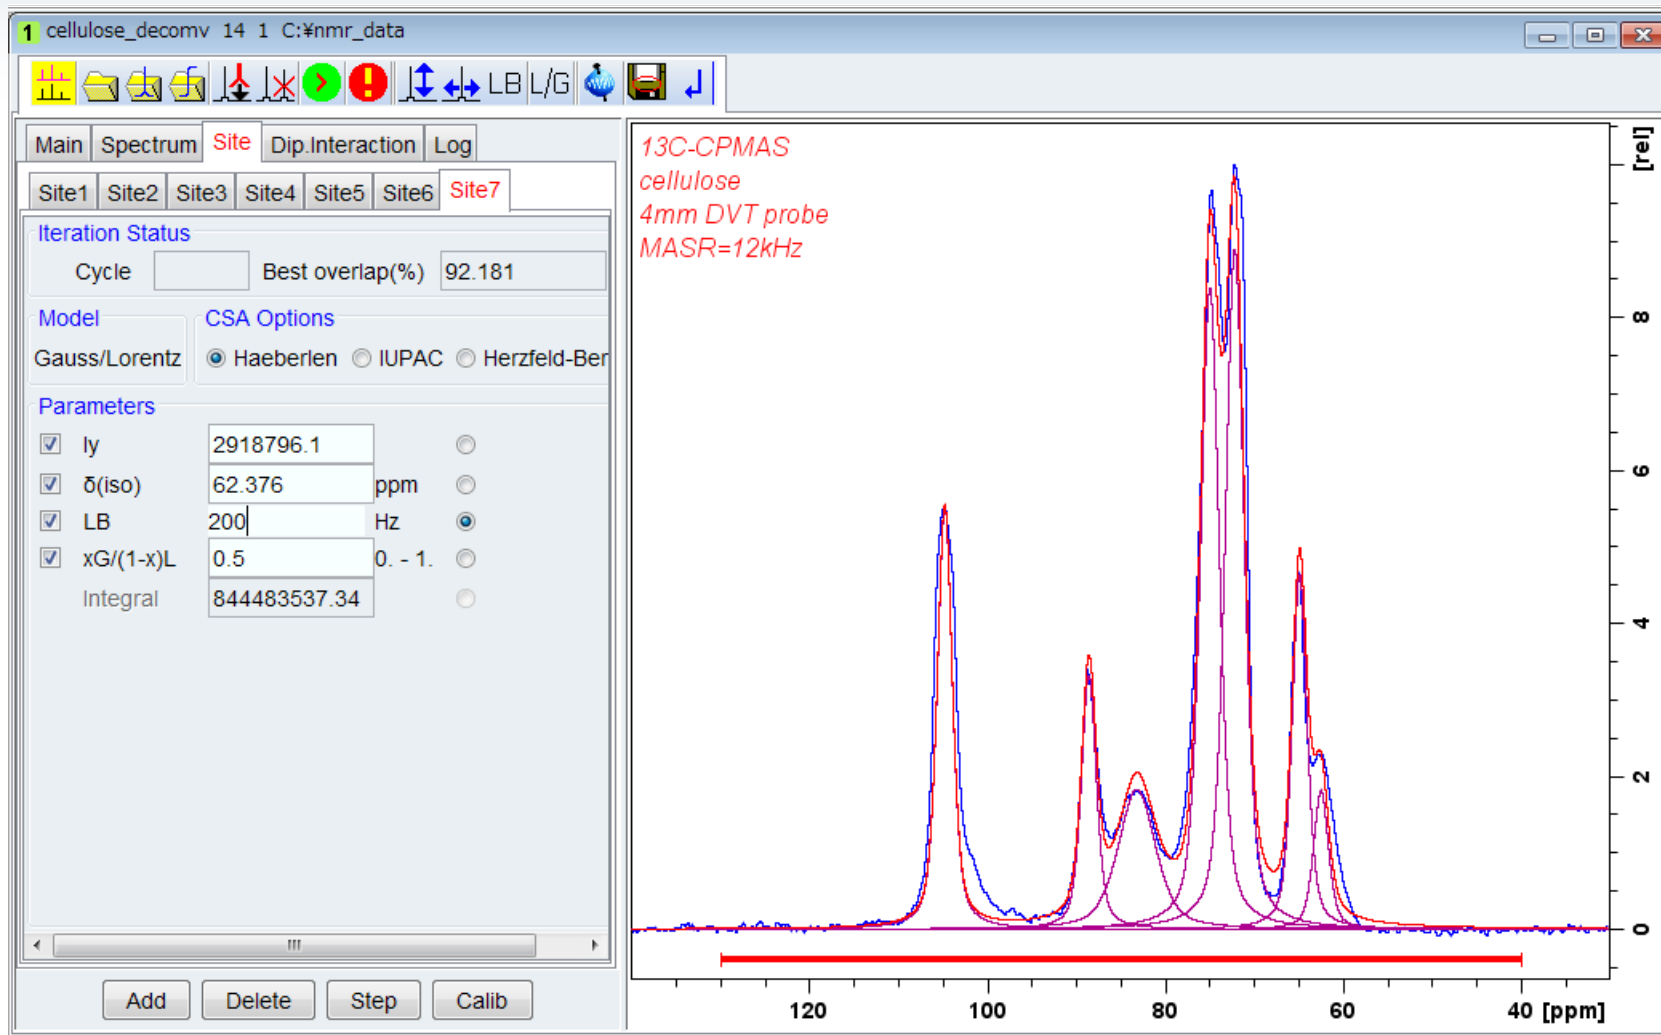 1 cellulose_decomv 14 1 C:¥nmr_data
LB L/G
Main Spectrum Site Dip.Interaction Log
Site1 Site2 Site3 Site4 Site5 Site6 Site7
Iteration Status
Cycle Best overlap(%) 92.181
Model CSA Options
Gauss/Lorentz Haeberlen IUPAC Herzfeld-Ber
Parameters
Iy 2918796.1
δ(iso) 62.376 ppm
LB 200 Hz
xG/(1-x)L 0.5 0. - 1.
Integral 844483537.34
Add Delete Step Calib
13C-CPMAS
cellulose
4mm DVT probe
MASR=12kHz
[rel]
8
6
4
2
0
120 100 80 60 40 [ppm]